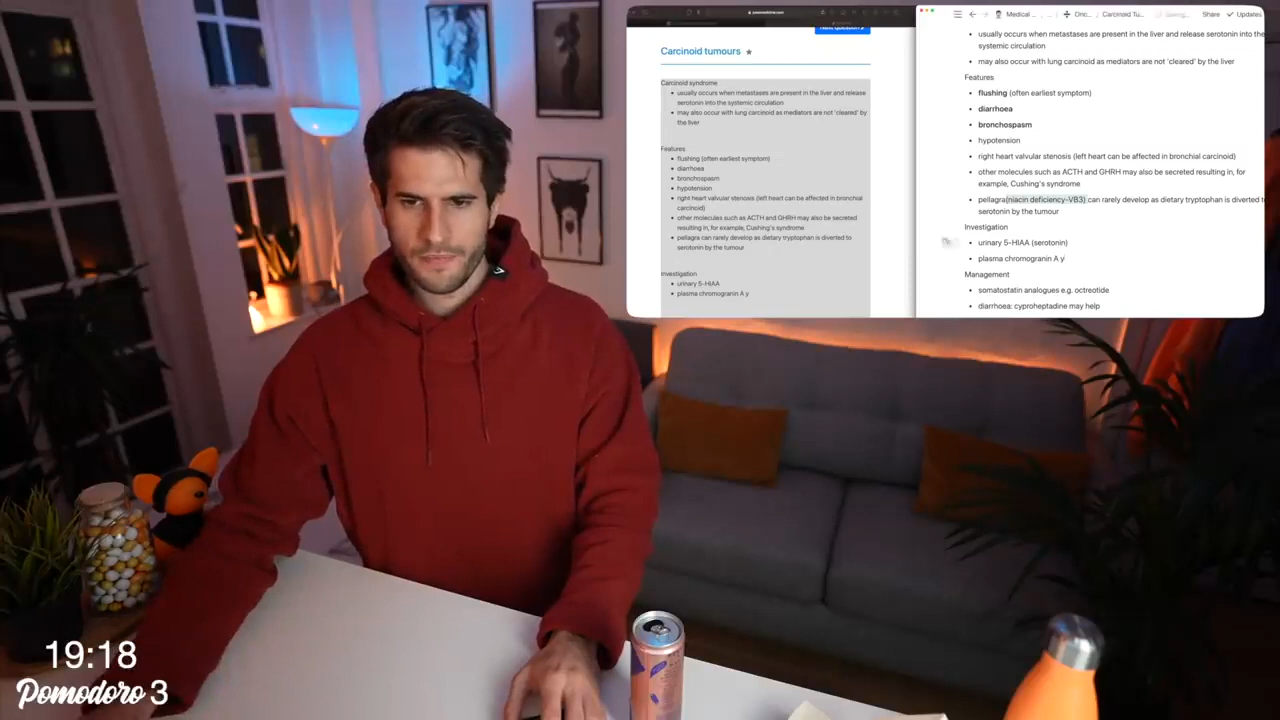 Carcinoid tumours
Carcinoid syndrome
usually occurs when metastases are present in the liver and release
serotonin into the systemic circulation
may also occur with lung carcinoid as mediators are not 'cleared' by
the liver
Features
flushing (often earliest symptom)
diarrhoea
bronchospasm
hypotension
right heart valvular stenosis (left heart can be affected in bronchial
carcinoid)
other molecules such as ACTH and GHRH may also be secreted
resulting in, for example, Cushing's syndrome
pellagra can rarely develop as dietary tryptophan is diverted to
serotonin by the tumour
Investigation
urinary 5-HIAA
plasma chromogranin A y
Medical ... ... Onc... / Carcinoid Tu... Saving... Share Updates
usually occurs when metastases are present in the liver and release serotonin into the
systemic circulation
may also occur with lung carcinoid as mediators are not 'cleared' by the liver
Features
flushing (often earliest symptom)
diarrhoea
bronchospasm
hypotension
right heart valvular stenosis (left heart can be affected in bronchial carcinoid)
other molecules such as ACTH and GHRH may also be secreted resulting in, for
example, Cushing's syndrome
pellagra(niacin deficiency-VB3) can rarely develop as dietary tryptophan is diverted to
serotonin by the tumour
Investigation
urinary 5-HIAA (serotonin)
plasma chromogranin A y
Management
somatostatin analogues e.g. octreotide
diarrhoea: cyproheptadine may help
19:18
Pomodoro 3